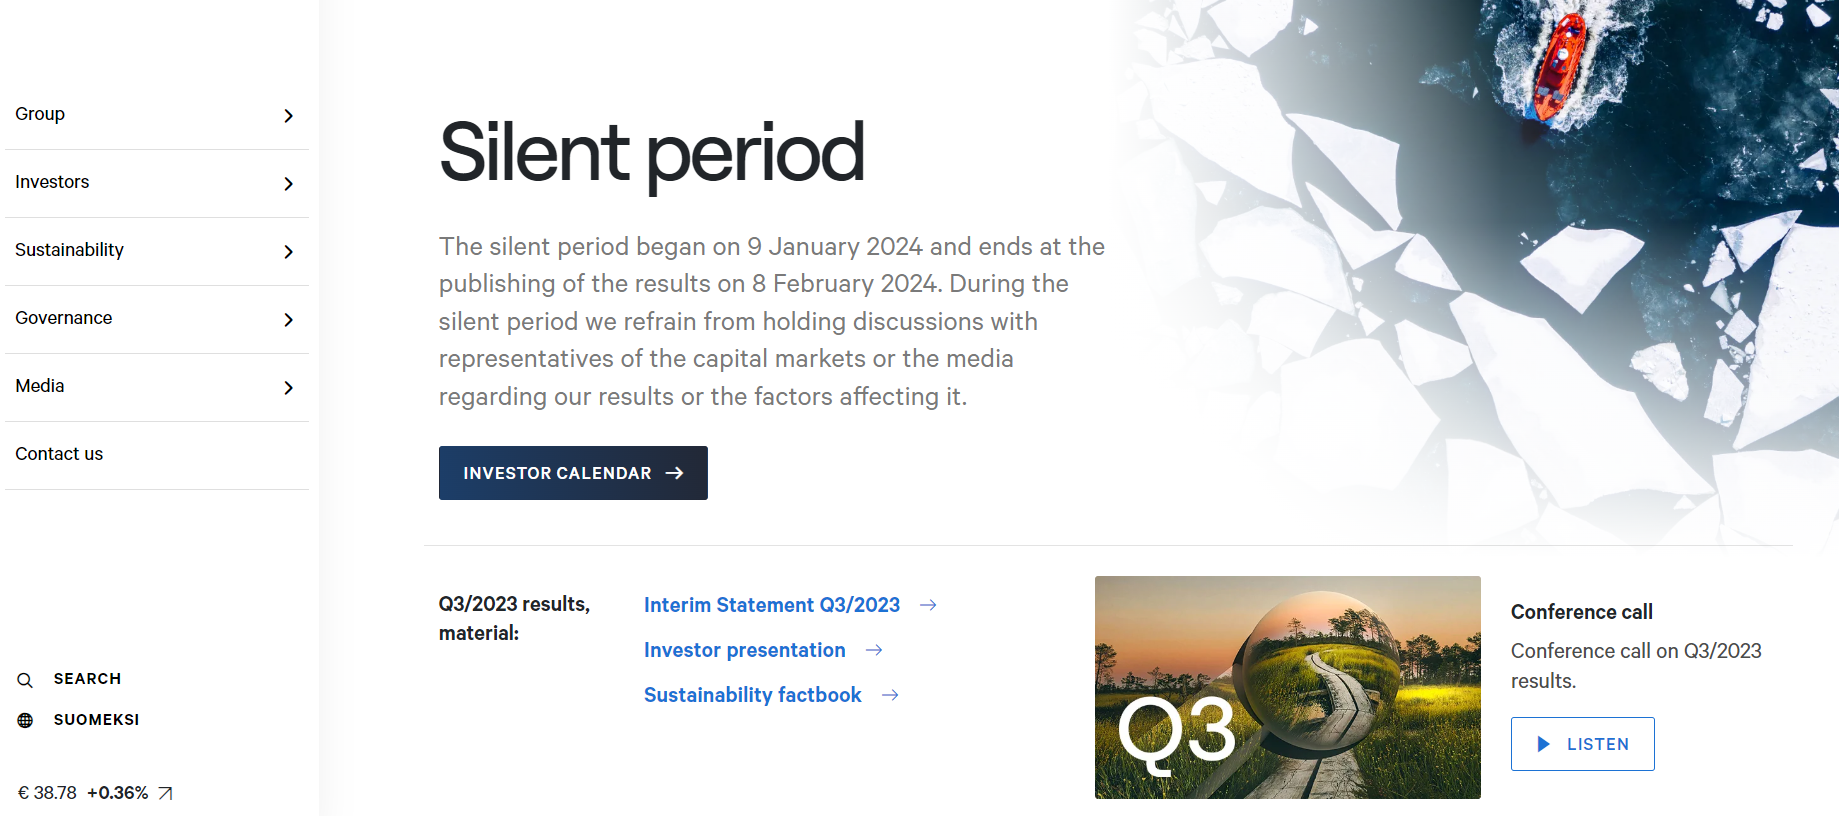 Group
Investors
Sustainability
Governance
Media
Contact us
SEARCH
SUOMEKSI
€ 38.78 +0.36%
Silent period
The silent period began on 9 January 2024 and ends at the
publishing of the results on 8 February 2024. During the
silent period we refrain from holding discussions with
representatives of the capital markets or the media
regarding our results or the factors affecting it.
INVESTOR CALENDAR
Q3/2023 results,
material:
Interim Statement Q3/2023
Investor presentation
Sustainability factbook
Q3
Conference call
Conference call on Q3/2023
results.
LISTEN